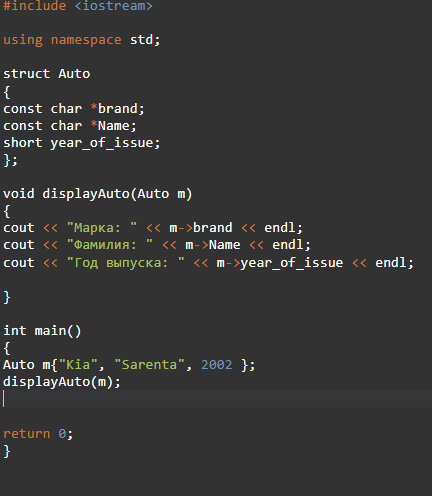 #include <iostream>
using namespace std;
struct Auto
{
const char *brand;
const char *Name;
short year_of_issue;
};
void displayAuto(Auto m)
{
cout << "Марка: " << m->brand << endl;
cout << "Фамилия: " << m->Name << endl;
cout << "Год выпуска: " << m->year_of_issue << endl;
}
int main()
{
Auto m{"Kia", "Sarenta", 2002 };
displayAuto(m);
return 0;
}